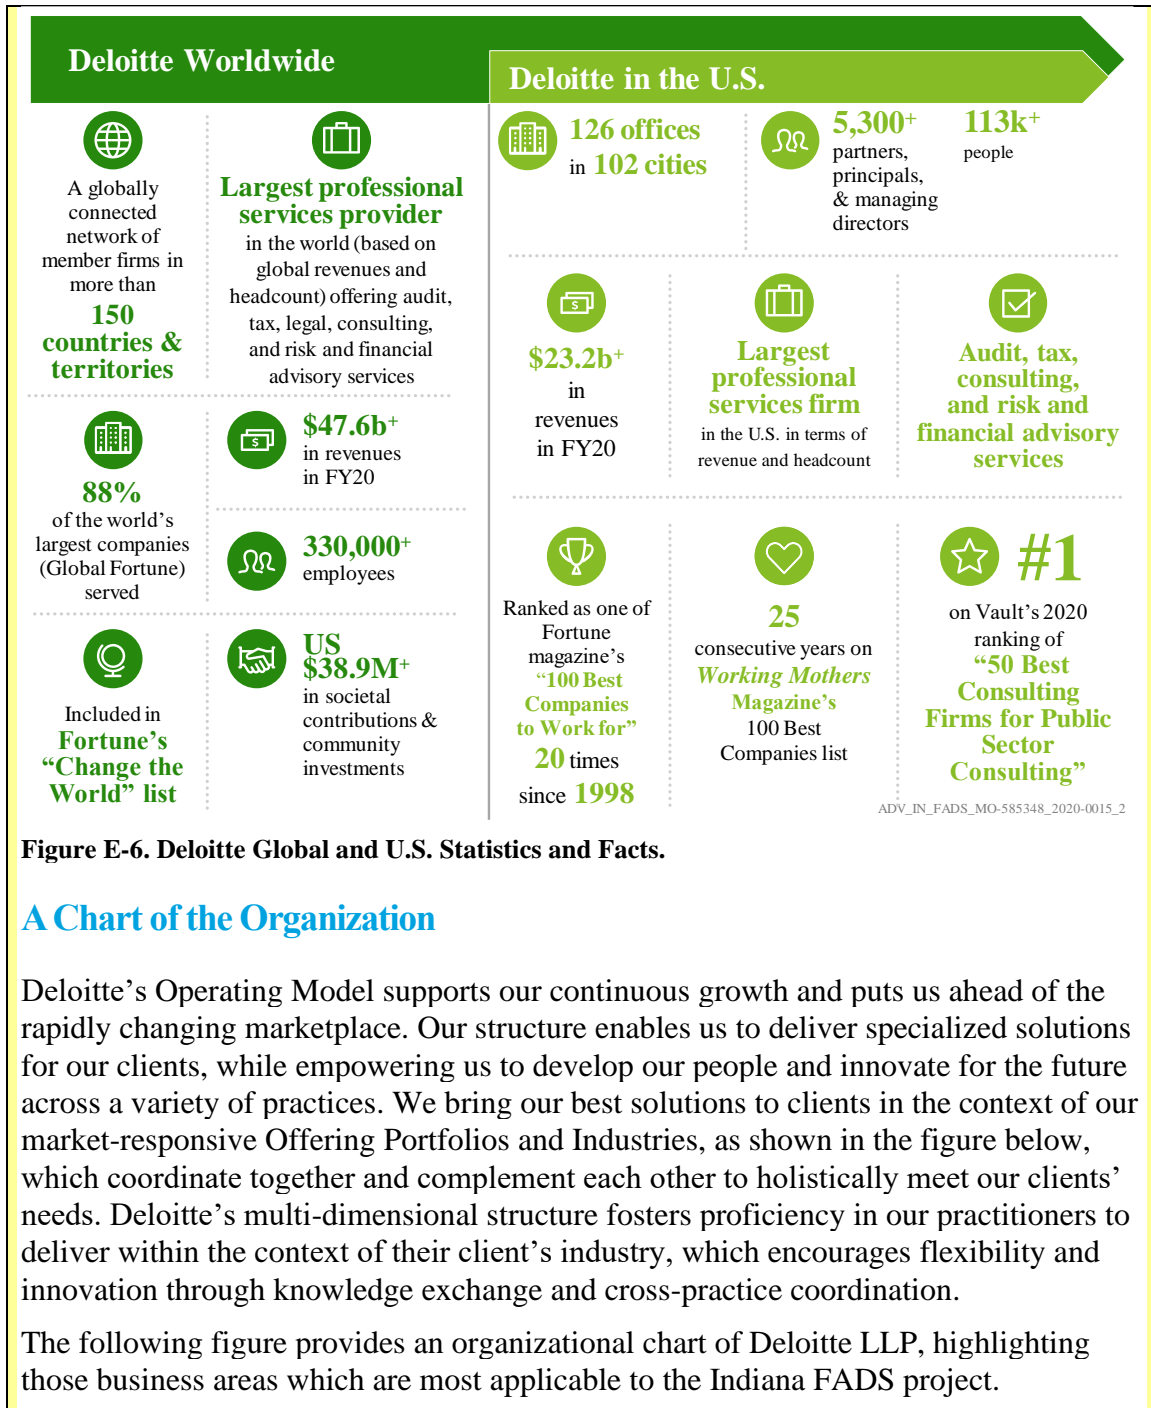 Deloitte Worldwide
Deloitte in the U.S.
A globally
connected
network of
member firms in
more than
150
countries &
territories
Largest professional
services provider
in the world (based on
global revenues and
headcount) offering audit,
tax, legal, consulting,
and risk and financial
advisory services
88%
of the world's
largest companies
(Global Fortune)
served
$47.6b+
in revenues
in FY20
330,000+
employees
Included in
Fortune's
“Change the
World” list
US
$38.9M+
in societal
contributions &
community
investments
126 offices
in 102 cities
5,300+
partners,
principals,
& managing
directors
113k+
people
$23.2b+
in
revenues
in FY20
Largest
professional
services firm
in the U.S. in terms of
revenue and headcount
Audit, tax,
consulting,
and risk and
financial advisory
services
Ranked as one of
Fortune
magazine's
“100 Best
Companies
to Work for”
20 times
since 1998
25
consecutive years on
Working Mothers
Magazine's
100 Best
Companies list
#1
on Vault's 2020
ranking of
“50 Best
Consulting
Firms for Public
Sector
Consulting”
ADV_IN_FADS_MO-585348_2020-0015_2
Figure E-6. Deloitte Global and U.S. Statistics and Facts.
A Chart of the Organization
Deloitte's Operating Model supports our continuous growth and puts us ahead of the
rapidly changing marketplace. Our structure enables us to deliver specialized solutions
for our clients, while empowering us to develop our people and innovate for the future
across a variety of practices. We bring our best solutions to clients in the context of our
market-responsive Offering Portfolios and Industries, as shown in the figure below,
which coordinate together and complement each other to holistically meet our clients'
needs. Deloitte's multi-dimensional structure fosters proficiency in our practitioners to
deliver within the context of their client's industry, which encourages flexibility and
innovation through knowledge exchange and cross-practice coordination.
The following figure provides an organizational chart of Deloitte LLP, highlighting
those business areas which are most applicable to the Indiana FADS project.